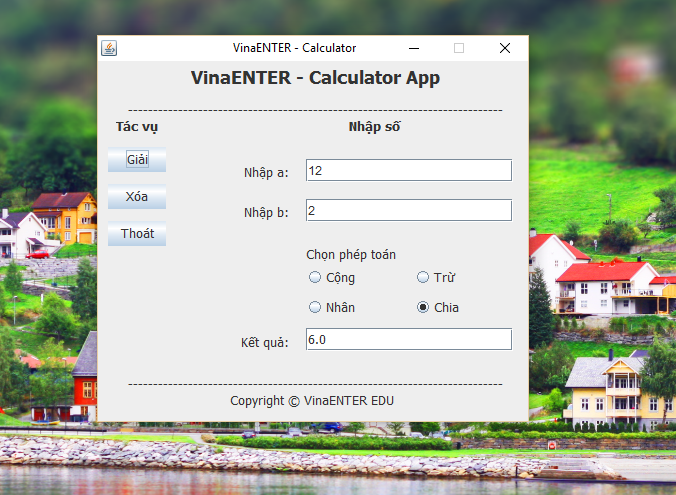 VinaENTER - Calculator
VinaENTER - Calculator App
Tác vụ
Nhập số
Giải
Nhập a: 12
Xóa
Nhập b: 2
Thoát
Chọn phép toán
Cộng Trừ
Nhân Chia
Kết quả: 6.0
Copyright © VinaENTER EDU